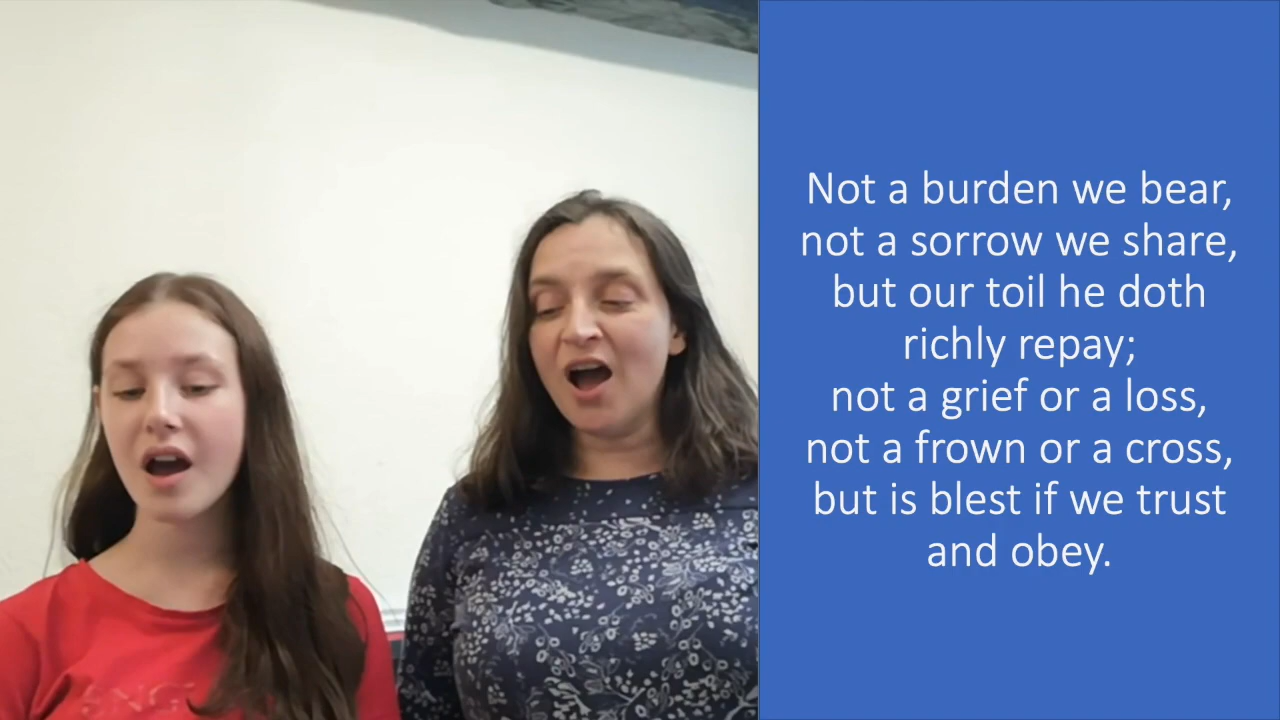 Not a burden we bear,
not a sorrow we share,
but our toil he doth
richly repay;
not a grief or a loss,
not a frown or a cross,
but is blest if we trust
and obey.